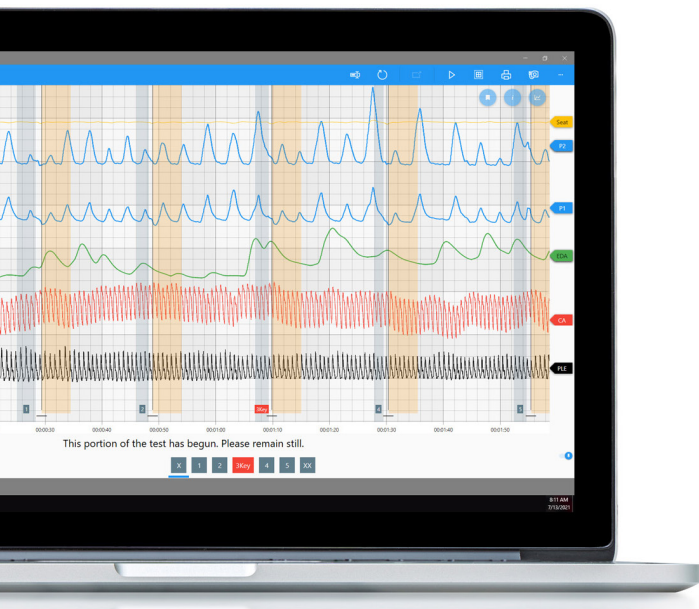 Seat
P2
P1
EDA
CA
PLE
1 2 3Key 4 5
00:00:30 00:00:40 00:00:50 00:01:00 00:01:10 00:01:20 00:01:30 00:01:40 00:01:50
This portion of the test has begun. Please remain still.
X 1 2 3Key 4 5 XX
8:11 AM
7/13/2021